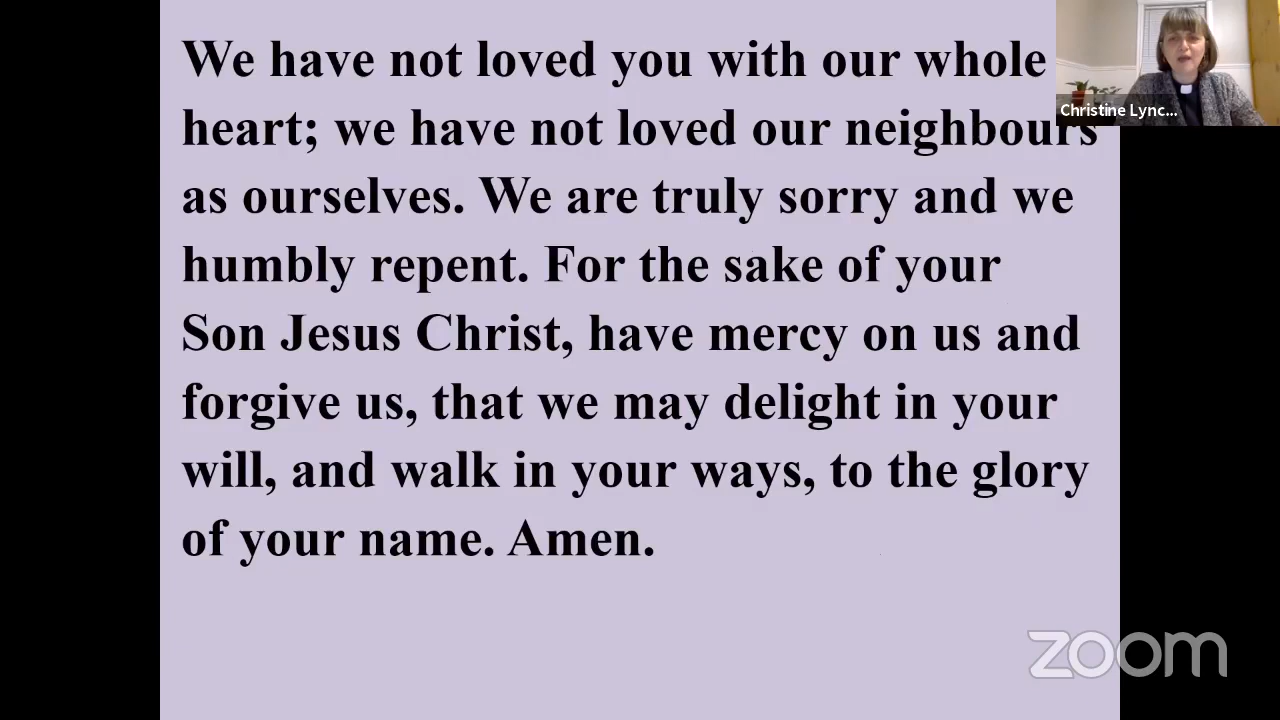 We have not loved you with our whole
heart; we have not loved our neighbours
as ourselves. We are truly sorry and we
humbly repent. For the sake of your
Son Jesus Christ, have mercy on us and
forgive us, that we may delight in your
will, and walk in your ways, to the glory
of your name. Amen.
Christine Lync...
zoom